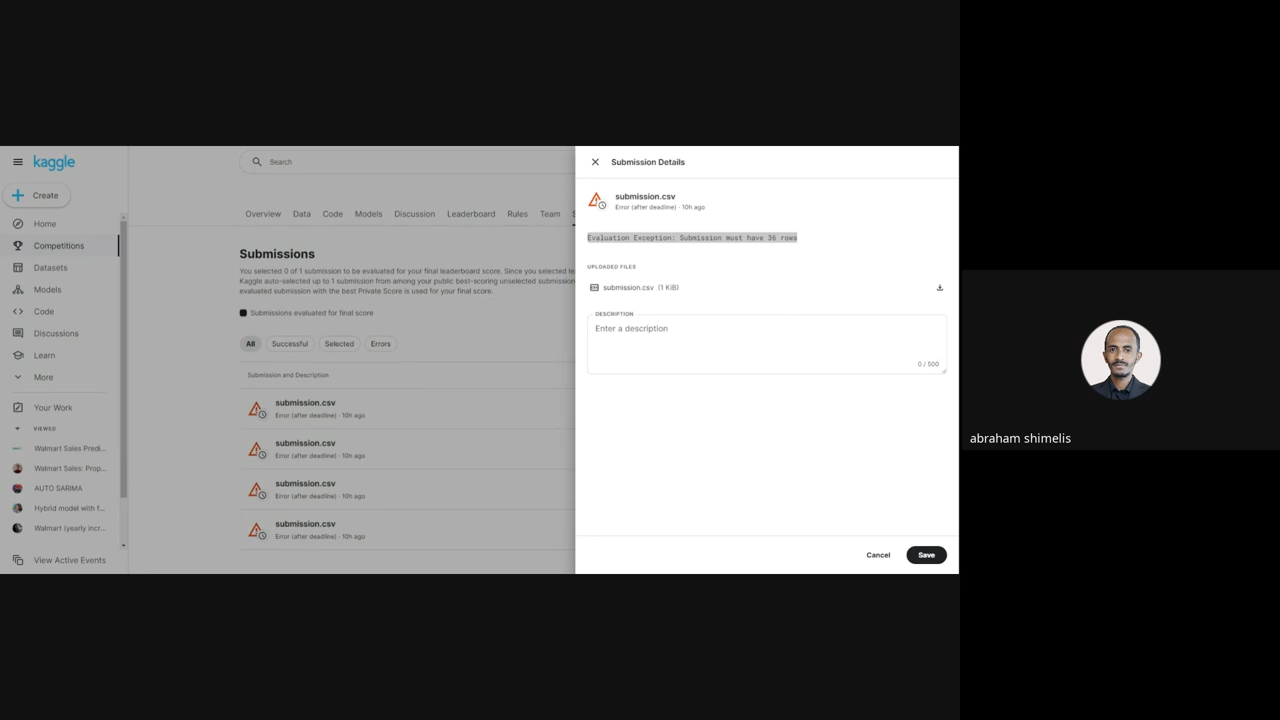 kaggle
Search
Create
Home
Competitions
Datasets
Models
Code
Discussions
Learn
More
Your Work
VIEWED
Walmart Sales Predi...
Walmart Sales: Prop...
AUTO SARIMA
Hybrid model with f...
Walmart (yearly incr...
View Active Events
Overview Data Code Models Discussion Leaderboard Rules Team S
Submissions
You selected 0 of 1 submission to be evaluated for your final leaderboard score. Since you selected le
Kaggle auto-selected up to 1 submission from among your public best-scoring unselected submission
evaluated submission with the best Private Score is used for your final score.
Submissions evaluated for final score
All Successful Selected Errors
Submission and Description
submission.csv
Error (after deadline) · 10h ago
submission.csv
Error (after deadline) · 10h ago
submission.csv
Error (after deadline) · 10h ago
submission.csv
Error (after deadline) · 10h ago
Submission Details
submission.csv
Error (after deadline) · 10h ago
Evaluation Exception: Submission must have 36 rows
UPLOADED FILES
submission.csv (1 KiB)
DESCRIPTION
Enter a description
0 / 500
Cancel Save
abraham shimelis